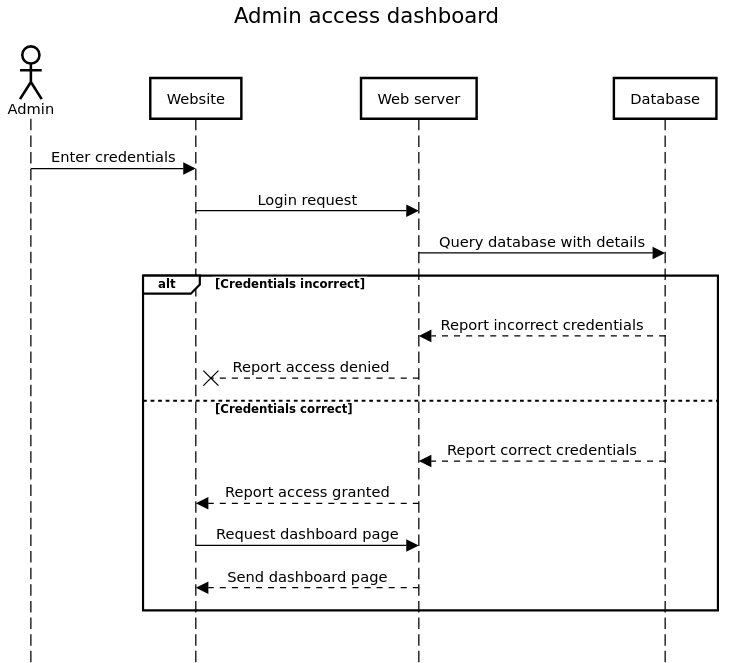 Admin access dashboard
Admin
Website
Web server
Database
Enter credentials
Login request
Query database with details
alt
[Credentials incorrect]
Report incorrect credentials
Report access denied
[Credentials correct]
Report correct credentials
Report access granted
Request dashboard page
Send dashboard page